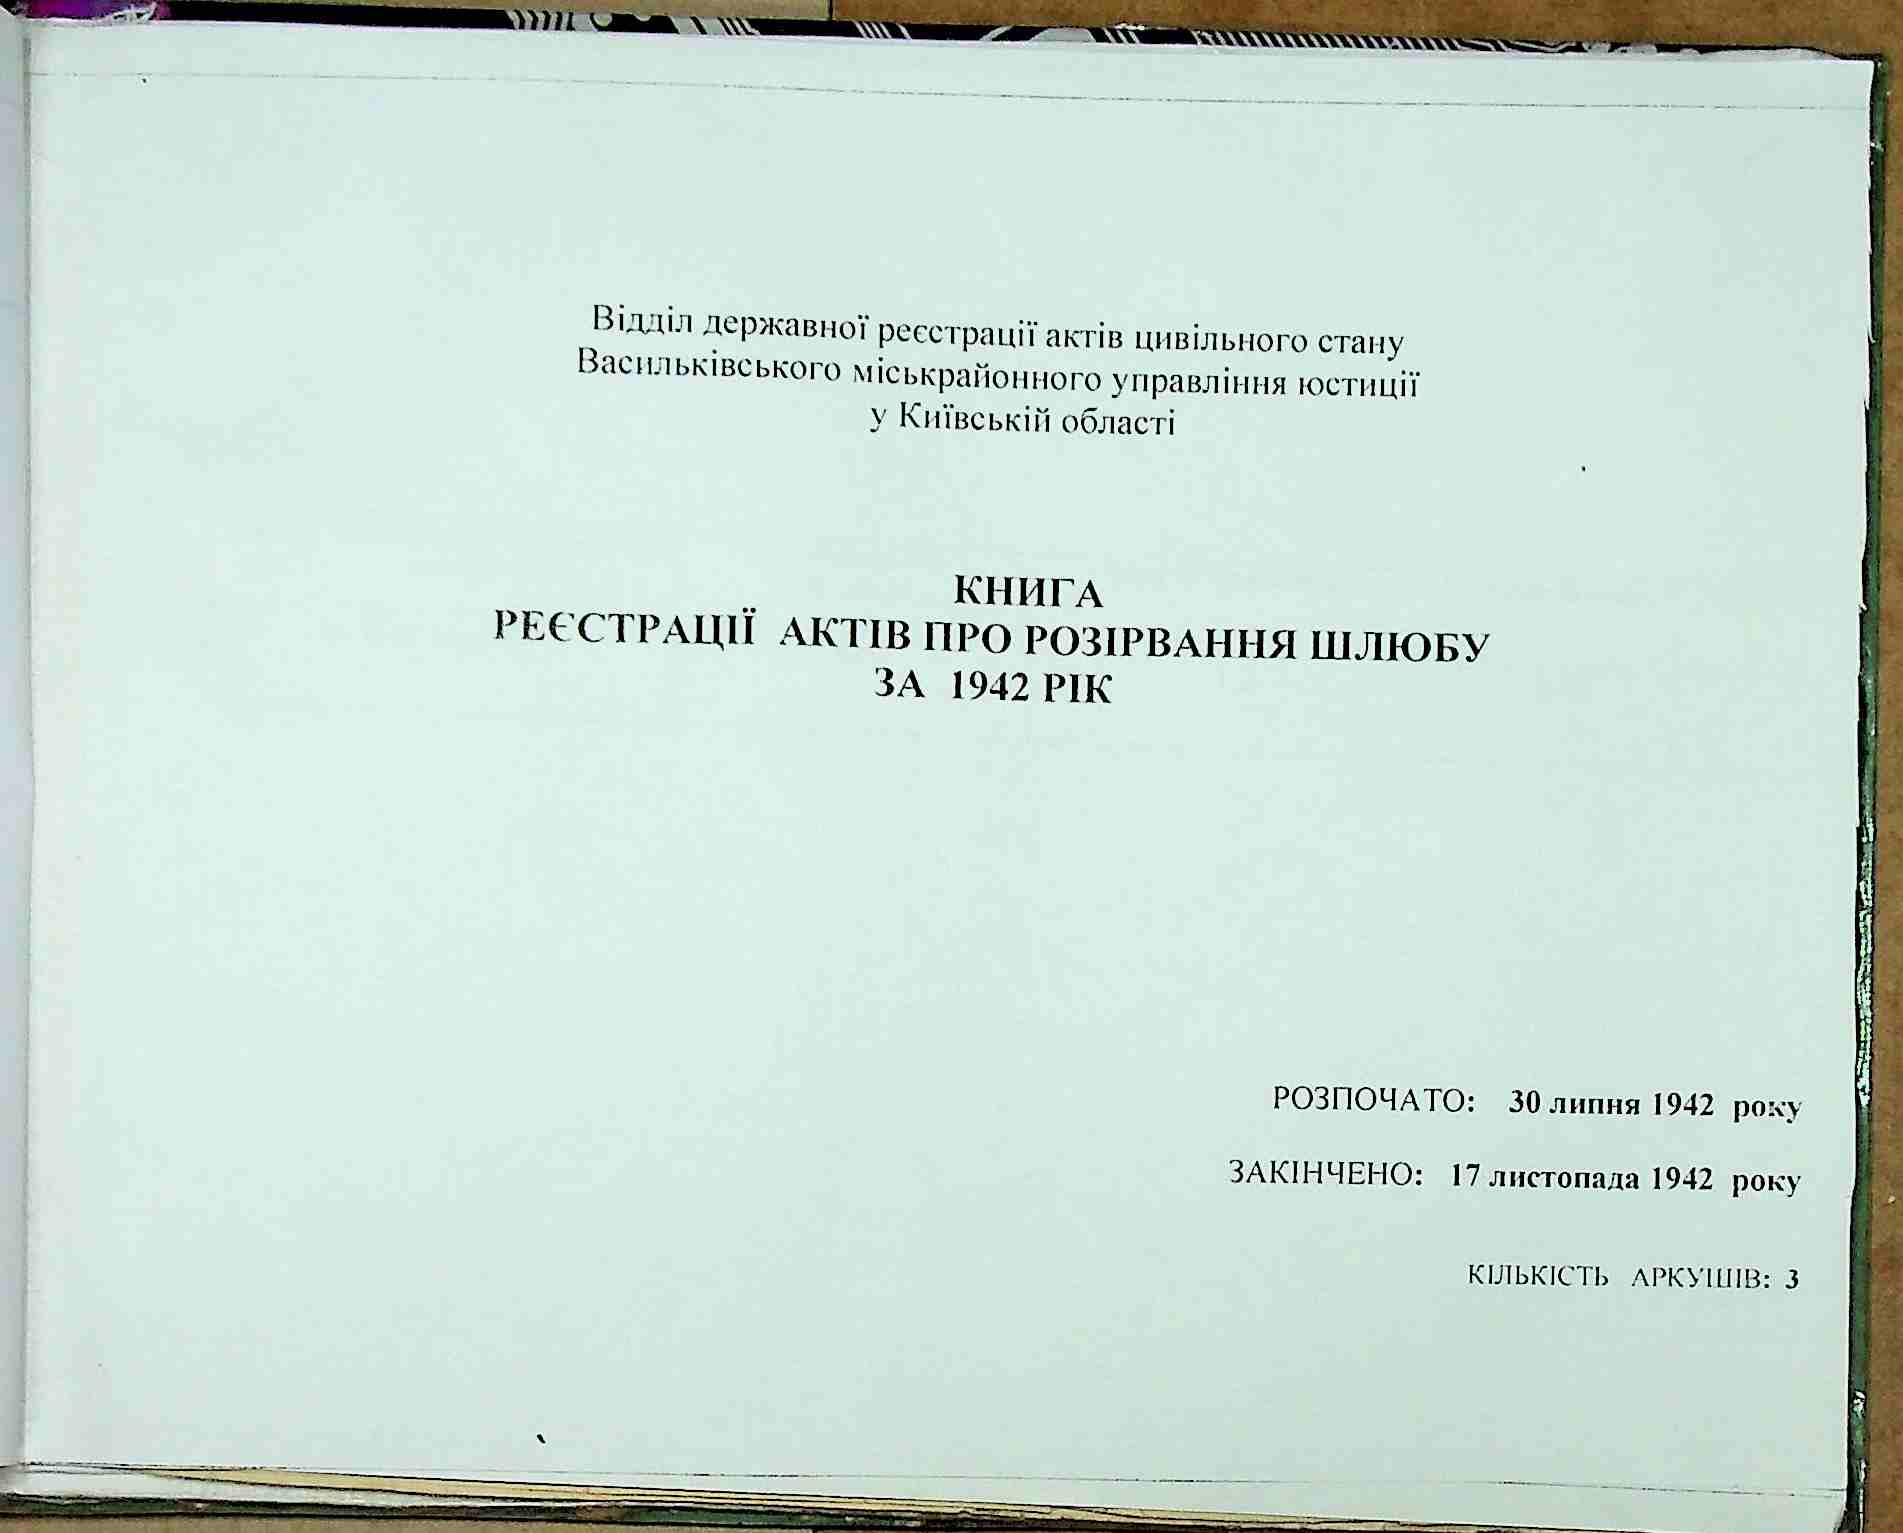 Відділ державної реєстрації актів цивільного стану
Васильківського міськрайонного управління юстиції
у Київській області
КНИГА
РЕЄСТРАЦІЇ АКТІВ ПРО РОЗІРВАННЯ ШЛЮБУ
ЗА 1942 РІК
РОЗПОЧАТО: 30 липня 1942 року
ЗАКІНЧЕНО: 17 листопада 1942 року
КІЛЬКІСТЬ АРКУШІВ: 3